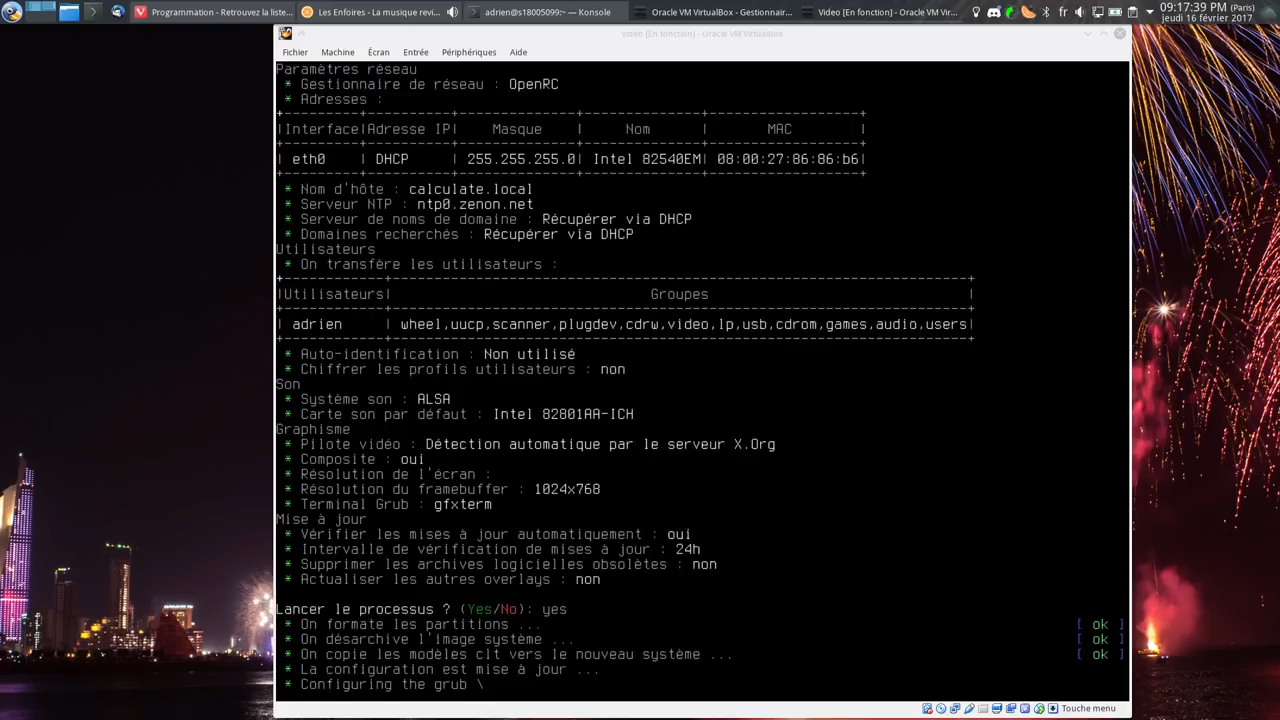 Programmation - Retrouvez la liste...
Les Enfoires - La musique revi...
adrien@s18005099:~ — Konsole
Oracle VM VirtualBox - Gestionnair...
Video [En fonction] - Oracle VM Vir...
fr
09:17:39 PM (Paris)
jeudi 16 février 2017
video [En fonction] - Oracle VM VirtualBox
Fichier Machine Écran Entrée Périphériques Aide
Paramètres réseau
* Gestionnaire de réseau : OpenRC
* Adresses :
|Interface|Adresse IP| Masque | Nom | MAC |
| eth0 | DHCP | 255.255.255.0| Intel 82540EM| 08:00:27:86:86:b6|
* Nom d'hôte : calculate.local
* Serveur NTP : ntp0.zenon.net
* Serveur de noms de domaine : Récupérer via DHCP
* Domaines recherchés : Récupérer via DHCP
Utilisateurs
* On transfère les utilisateurs :
|Utilisateurs| Groupes |
| adrien | wheel,uucp,scanner,plugdev,cdrw,video,lp,usb,cdrom,games,audio,users|
* Auto-identification : Non utilisé
* Chiffrer les profils utilisateurs : non
Son
* Système son : ALSA
* Carte son par défaut : Intel 82801AA-ICH
Graphisme
* Pilote vidéo : Détection automatique par le serveur X.Org
* Composite : oui
* Résolution de l'écran :
* Résolution du framebuffer : 1024x768
* Terminal Grub : gfxterm
Mise à jour
* Vérifier les mises à jour automatiquement : oui
* Intervalle de vérification de mises à jour : 24h
* Supprimer les archives logicielles obsolètes : non
* Actualiser les autres overlays : non
Lancer le processus ? (Yes/No): yes
* On formate les partitions ... [ ok ]
* On désarchive l'image système ... [ ok ]
* On copie les modèles clt vers le nouveau système ... [ ok ]
* La configuration est mise à jour ...
* Configuring the grub \
Touche menu